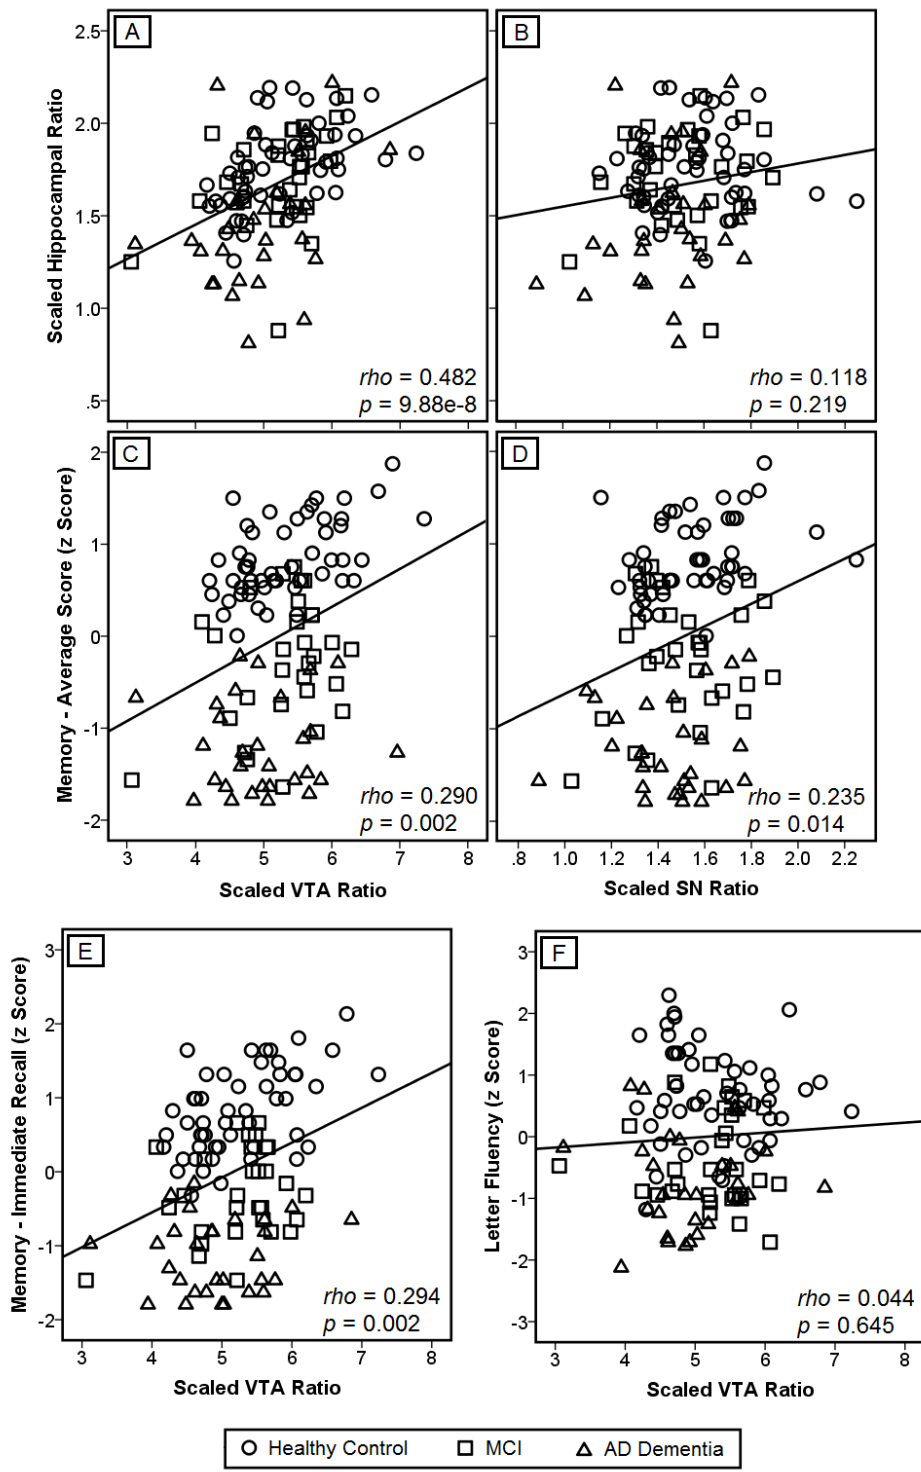 A
B
Scaled Hippocampal Ratio
2.5
2.0
1.5
1.0
.5
rho = 0.482
p = 9.88e-8
rho = 0.118
p = 0.219
C
D
Memory - Average Score (z Score)
2
1
0
-1
-2
rho = 0.290
p = 0.002
rho = 0.235
p = 0.014
3 4 5 6 7 8
.8 1.0 1.2 1.4 1.6 1.8 2.0 2.2
Scaled VTA Ratio
Scaled SN Ratio
E
F
Memory - Immediate Recall (z Score)
3
2
1
0
-1
-2
rho = 0.294
p = 0.002
3 4 5 6 7 8
Scaled VTA Ratio
Letter Fluency (z Score)
3
2
1
0
-1
-2
-3
rho = 0.044
p = 0.645
3 4 5 6 7 8
Scaled VTA Ratio
Healthy Control MCI AD Dementia